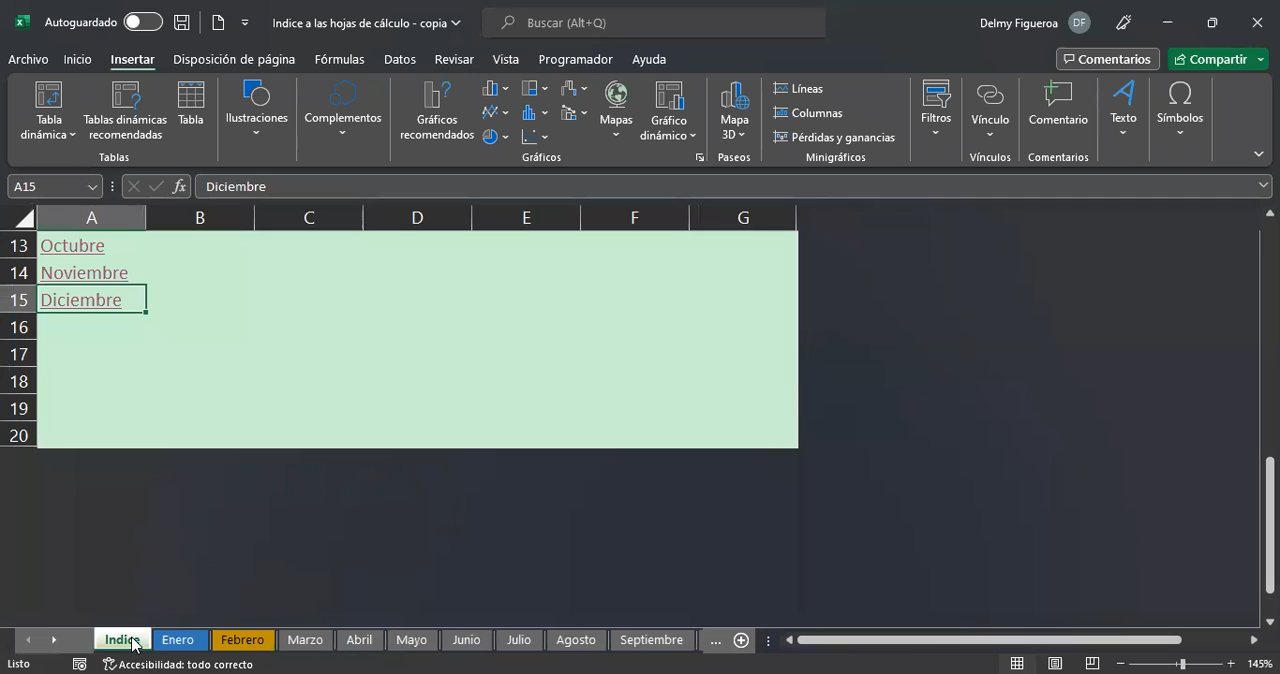 Autoguardado Indice a las hojas de cálculo - copia Buscar (Alt+Q) Delmy Figueroa DF
Archivo Inicio Insertar Disposición de página Fórmulas Datos Revisar Vista Programador Ayuda Comentarios Compartir
Tabla dinámica
Tablas dinámicas recomendadas
Tabla
Tablas
Ilustraciones
Complementos
Gráficos recomendados
Mapas
Gráfico dinámico
Gráficos
Mapa 3D
Paseos
Líneas
Columnas
Pérdidas y ganancias
Minigráficos
Filtros
Vínculo
Vínculos
Comentario
Comentarios
Texto
Símbolos
A15 fx Diciembre
A B C D E F G
13 Octubre
14 Noviembre
15 Diciembre
16
17
18
19
20
Indice Enero Febrero Marzo Abril Mayo Junio Julio Agosto Septiembre ...
Listo Accesibilidad: todo correcto 145%